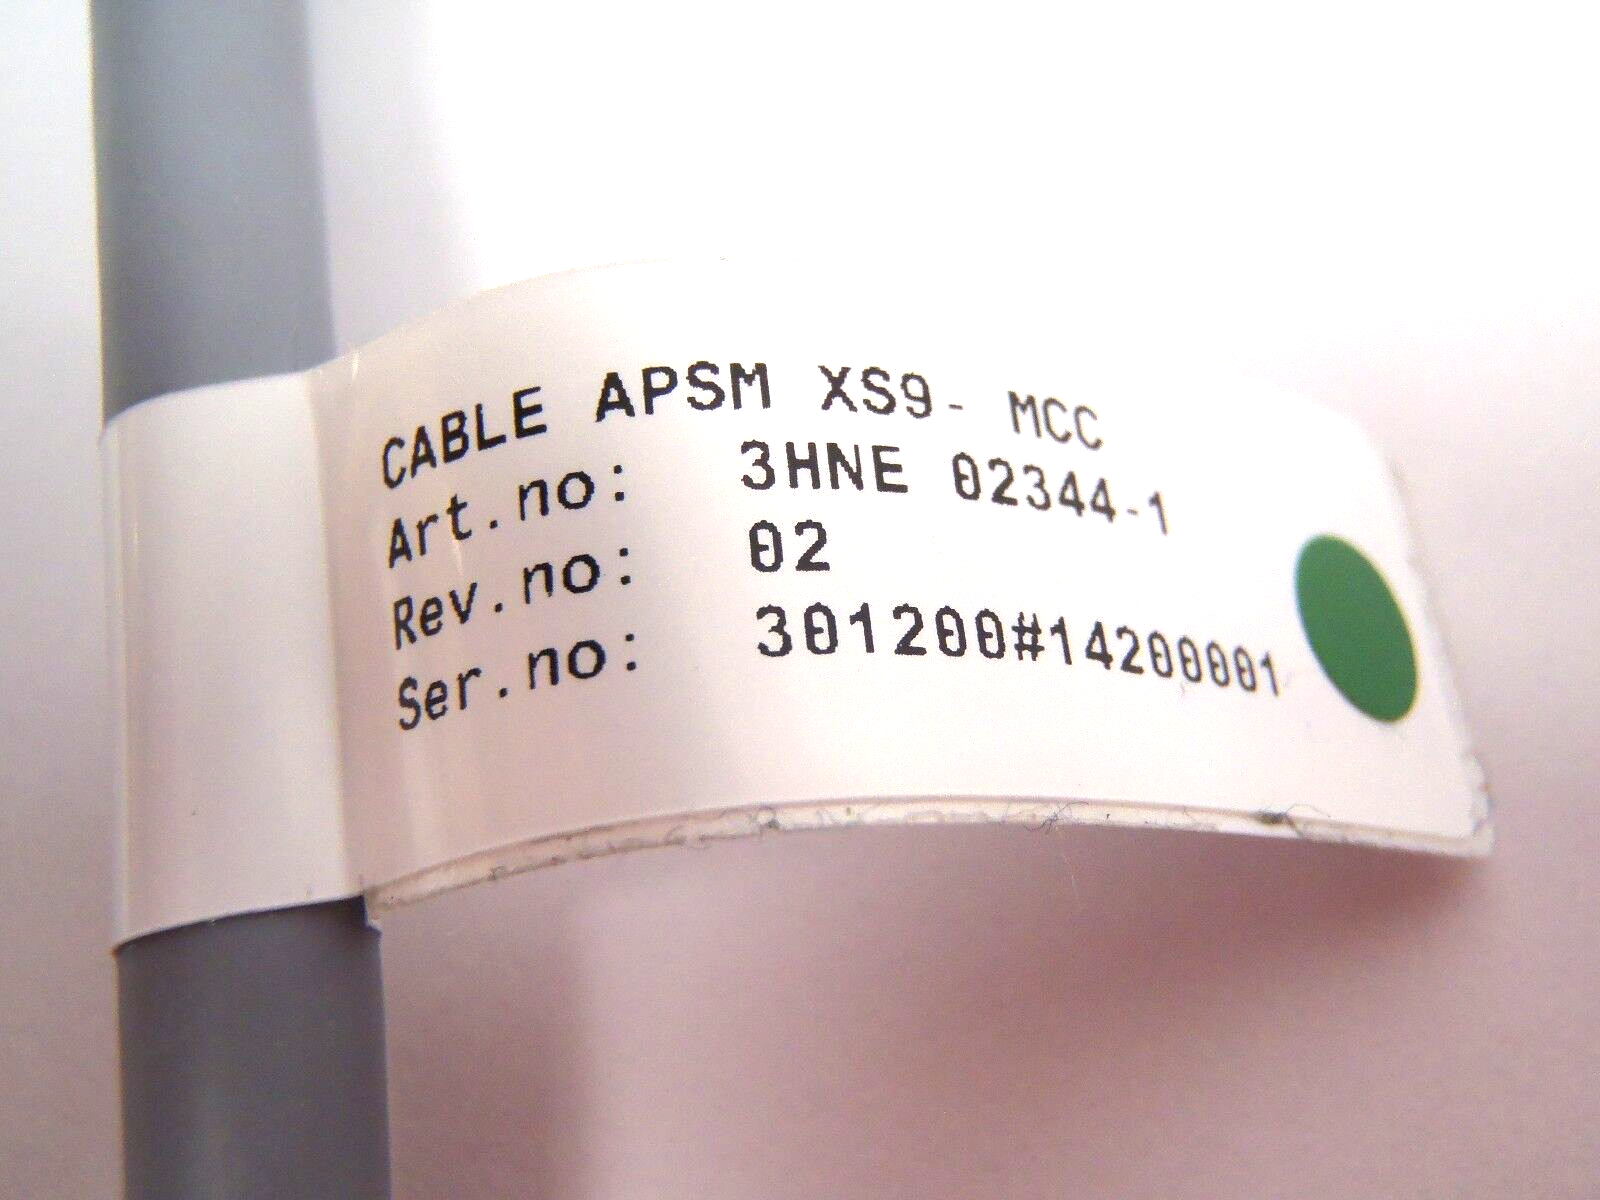 CABLE APSM XS9- MCC
Art.no: 3HNE 02344-1
Rev.no: 02
Ser.no: 301200#14200001